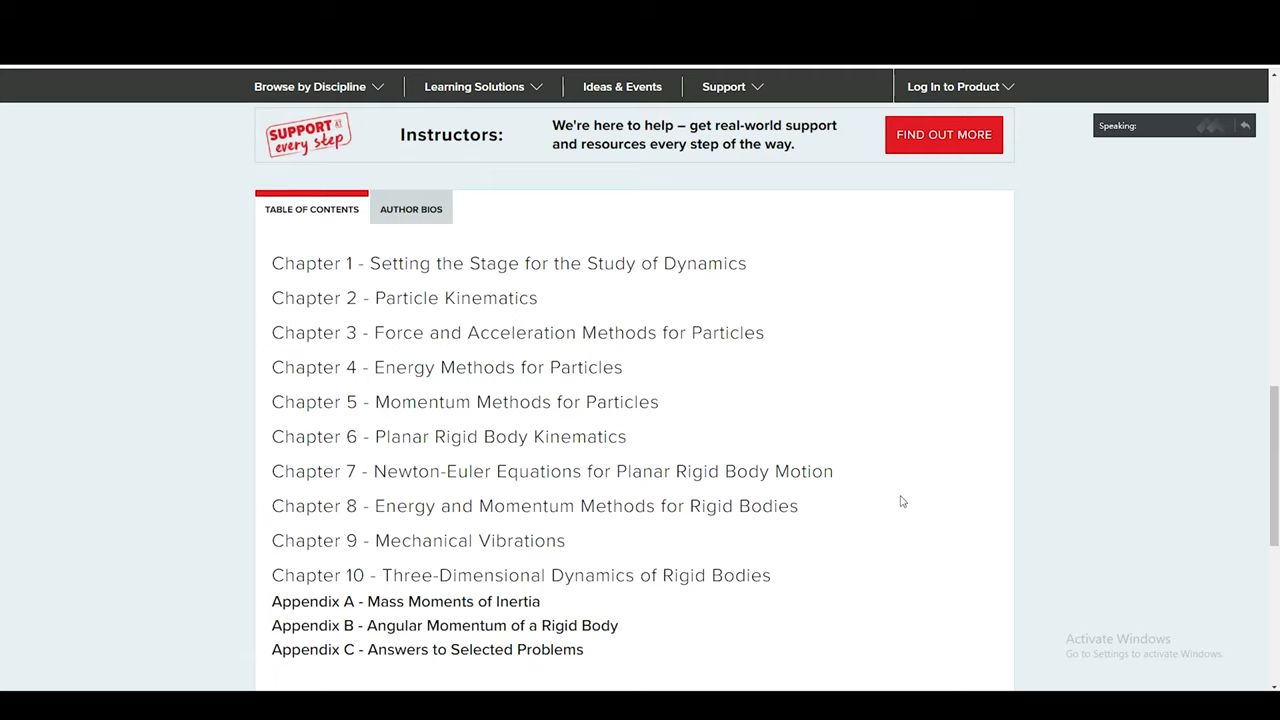 Browse by Discipline
Learning Solutions
Ideas & Events
Support
Log In to Product
SUPPORT AT
every step
Instructors:
We're here to help – get real-world support
and resources every step of the way.
FIND OUT MORE
Speaking:
TABLE OF CONTENTS
AUTHOR BIOS
Chapter 1 - Setting the Stage for the Study of Dynamics
Chapter 2 - Particle Kinematics
Chapter 3 - Force and Acceleration Methods for Particles
Chapter 4 - Energy Methods for Particles
Chapter 5 - Momentum Methods for Particles
Chapter 6 - Planar Rigid Body Kinematics
Chapter 7 - Newton-Euler Equations for Planar Rigid Body Motion
Chapter 8 - Energy and Momentum Methods for Rigid Bodies
Chapter 9 - Mechanical Vibrations
Chapter 10 - Three-Dimensional Dynamics of Rigid Bodies
Appendix A - Mass Moments of Inertia
Appendix B - Angular Momentum of a Rigid Body
Appendix C - Answers to Selected Problems
Activate Windows
Go to Settings to activate Windows.